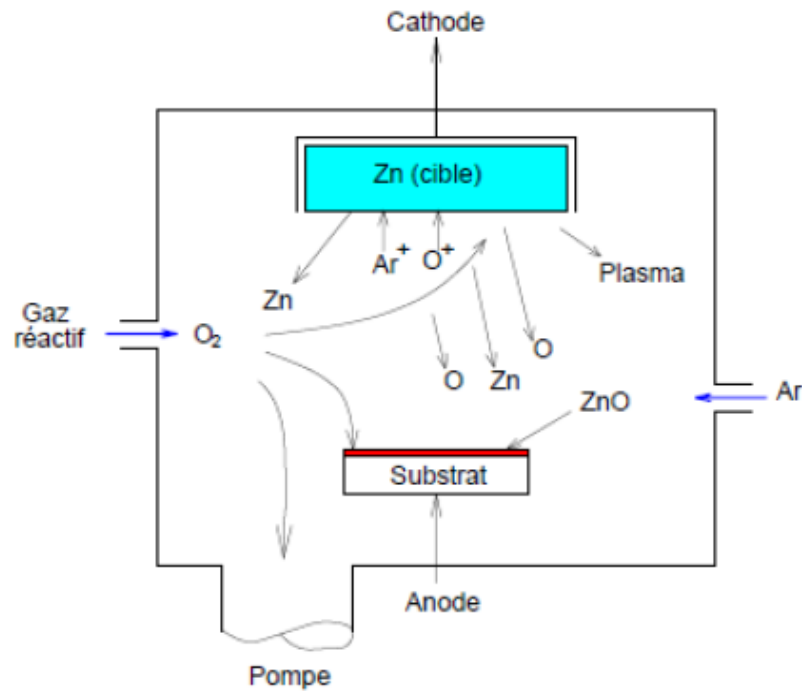 Cathode
Zn (cible)
Ar+
O+
Plasma
Zn
Gaz
réactif
O2
O
Zn
O
ZnO
Ar
Substrat
Anode
Pompe